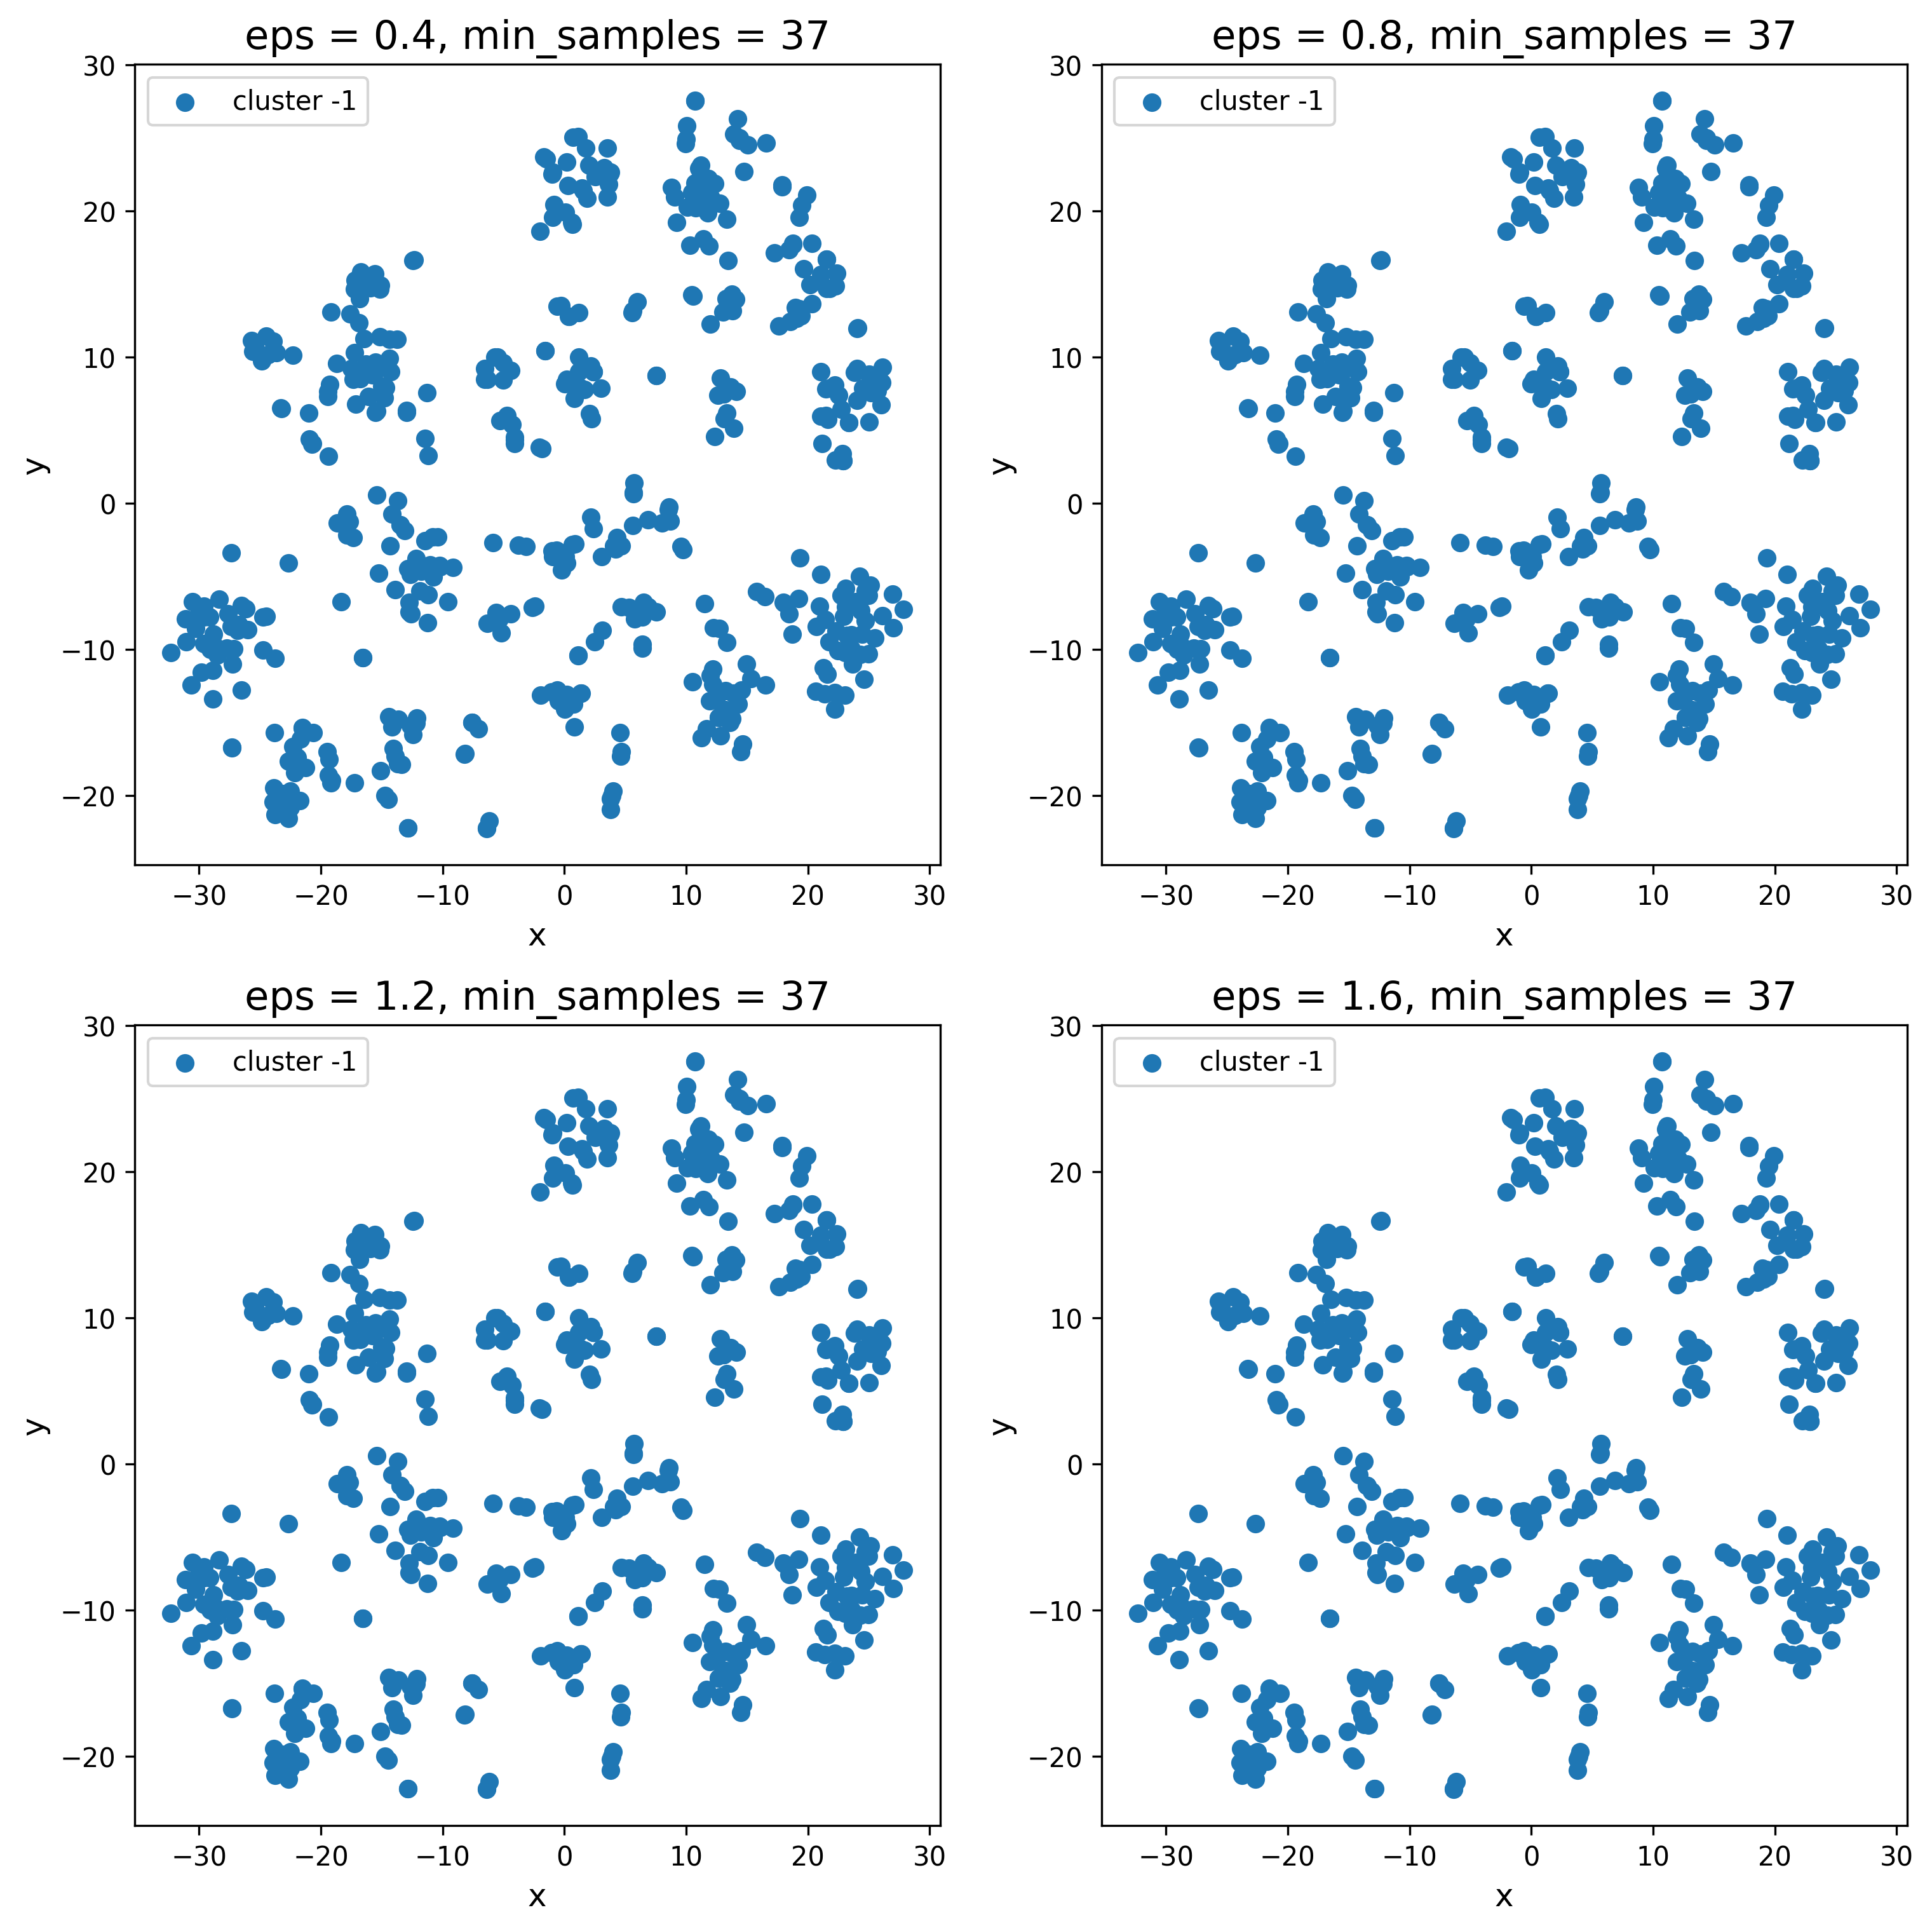 eps = 0.4, min_samples = 37
cluster -1
30
20
10
0
−10
−20
y
−30 −20 −10 0 10 20 30
x
eps = 0.8, min_samples = 37
cluster -1
30
20
10
0
−10
−20
y
−30 −20 −10 0 10 20 30
x
eps = 1.2, min_samples = 37
cluster -1
30
20
10
0
−10
−20
y
−30 −20 −10 0 10 20 30
x
eps = 1.6, min_samples = 37
cluster -1
30
20
10
0
−10
−20
y
−30 −20 −10 0 10 20 30
x